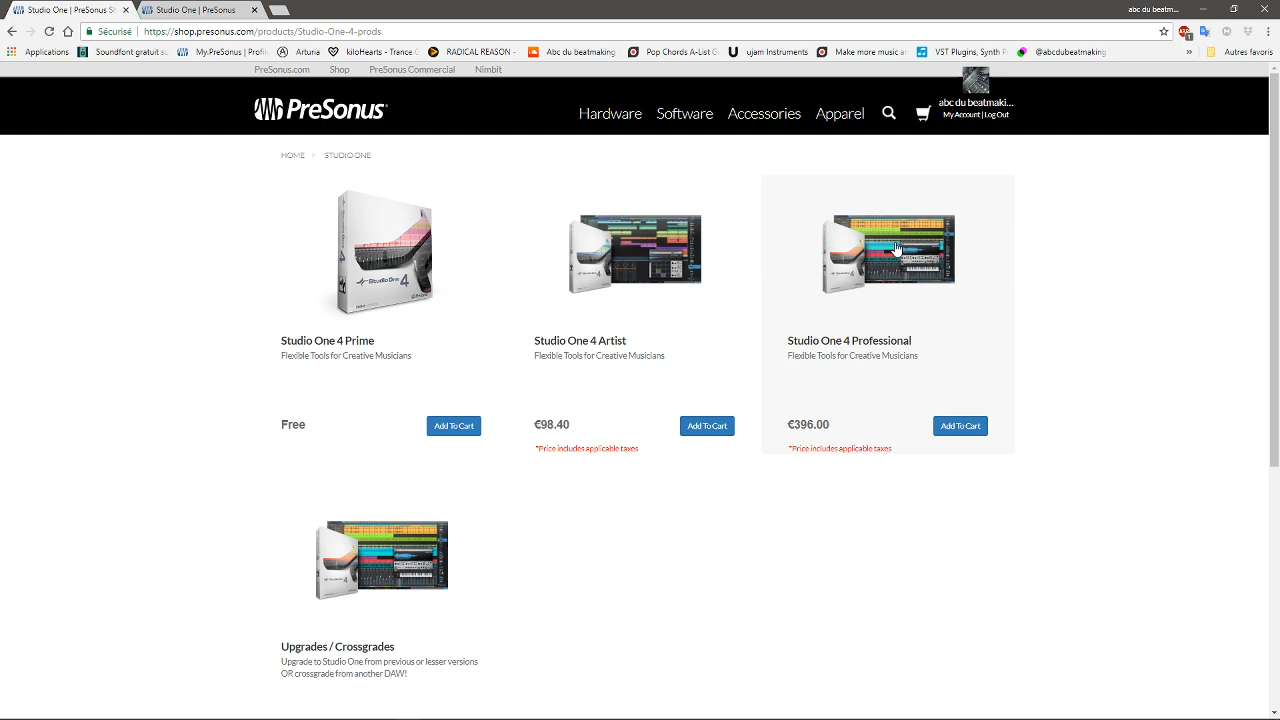 Studio One | PreSonus S
Studio One | PreSonus
abc du beatm...
Sécurisé
https://shop.presonus.com/products/Studio-One-4-prods
Applications
Soundfont gratuit su
My.PreSonus | Profil
Arturia
kiloHearts - Trance G
RADICAL REASON -
Abc du beatmaking
Pop Chords A-List G
ujam Instruments
Make more music a
VST Plugins, Synth P
@abcdubeatmaking
»
Autres favoris
PreSonus.com
Shop
PreSonus Commercial
Nimbit
PreSonus
Hardware
Software
Accessories
Apparel
abc du beatmaki...
My Account | Log Out
HOME > STUDIO ONE
Studio One 4
Studio One 4 Prime
Flexible Tools for Creative Musicians
Free
Add To Cart
Studio One 4 Artist
Flexible Tools for Creative Musicians
€98.40
Add To Cart
*Price includes applicable taxes
Studio One 4 Professional
Flexible Tools for Creative Musicians
€396.00
Add To Cart
*Price includes applicable taxes
Upgrades / Crossgrades
Upgrade to Studio One from previous or lesser versions
OR crossgrade from another DAW!